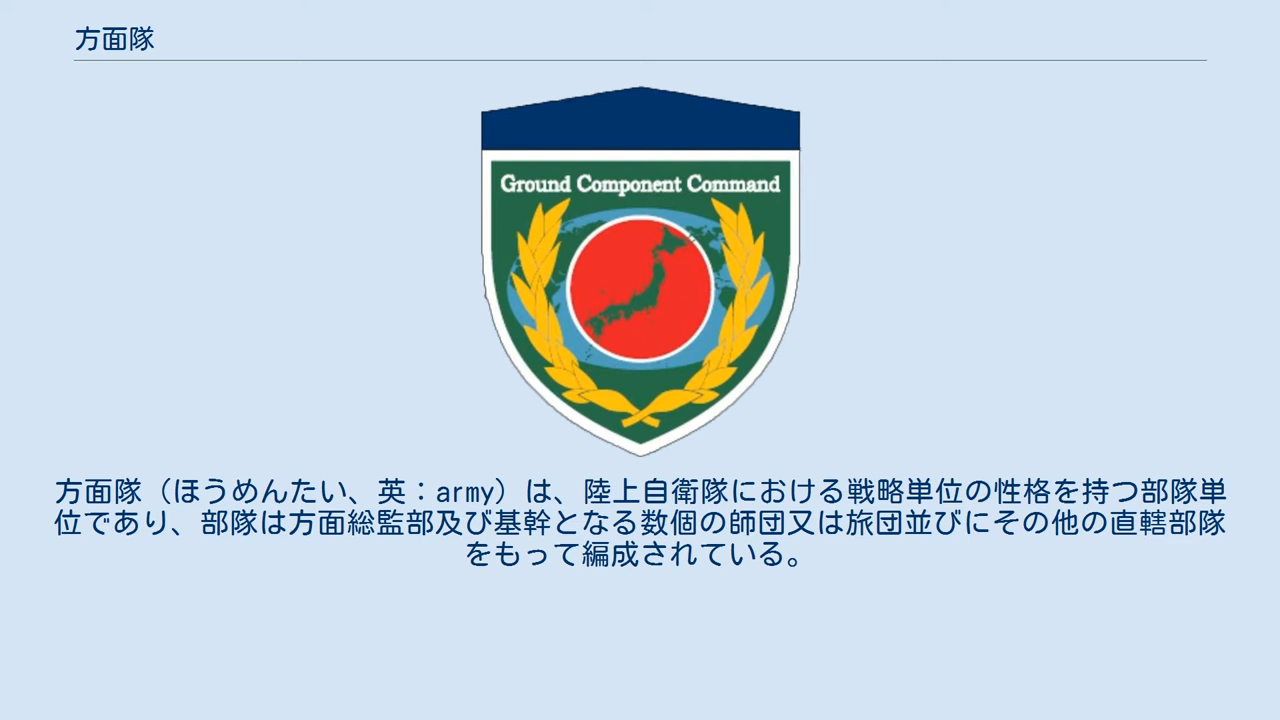 方面隊
Ground Component Command
方面隊（ほうめんたい、英：army）は、陸上自衛隊における戦略単位の性格を持つ部隊単
位であり、部隊は方面総監部及び基幹となる数個の師団又は旅団並びにその他の直轄部隊
をもって編成されている。